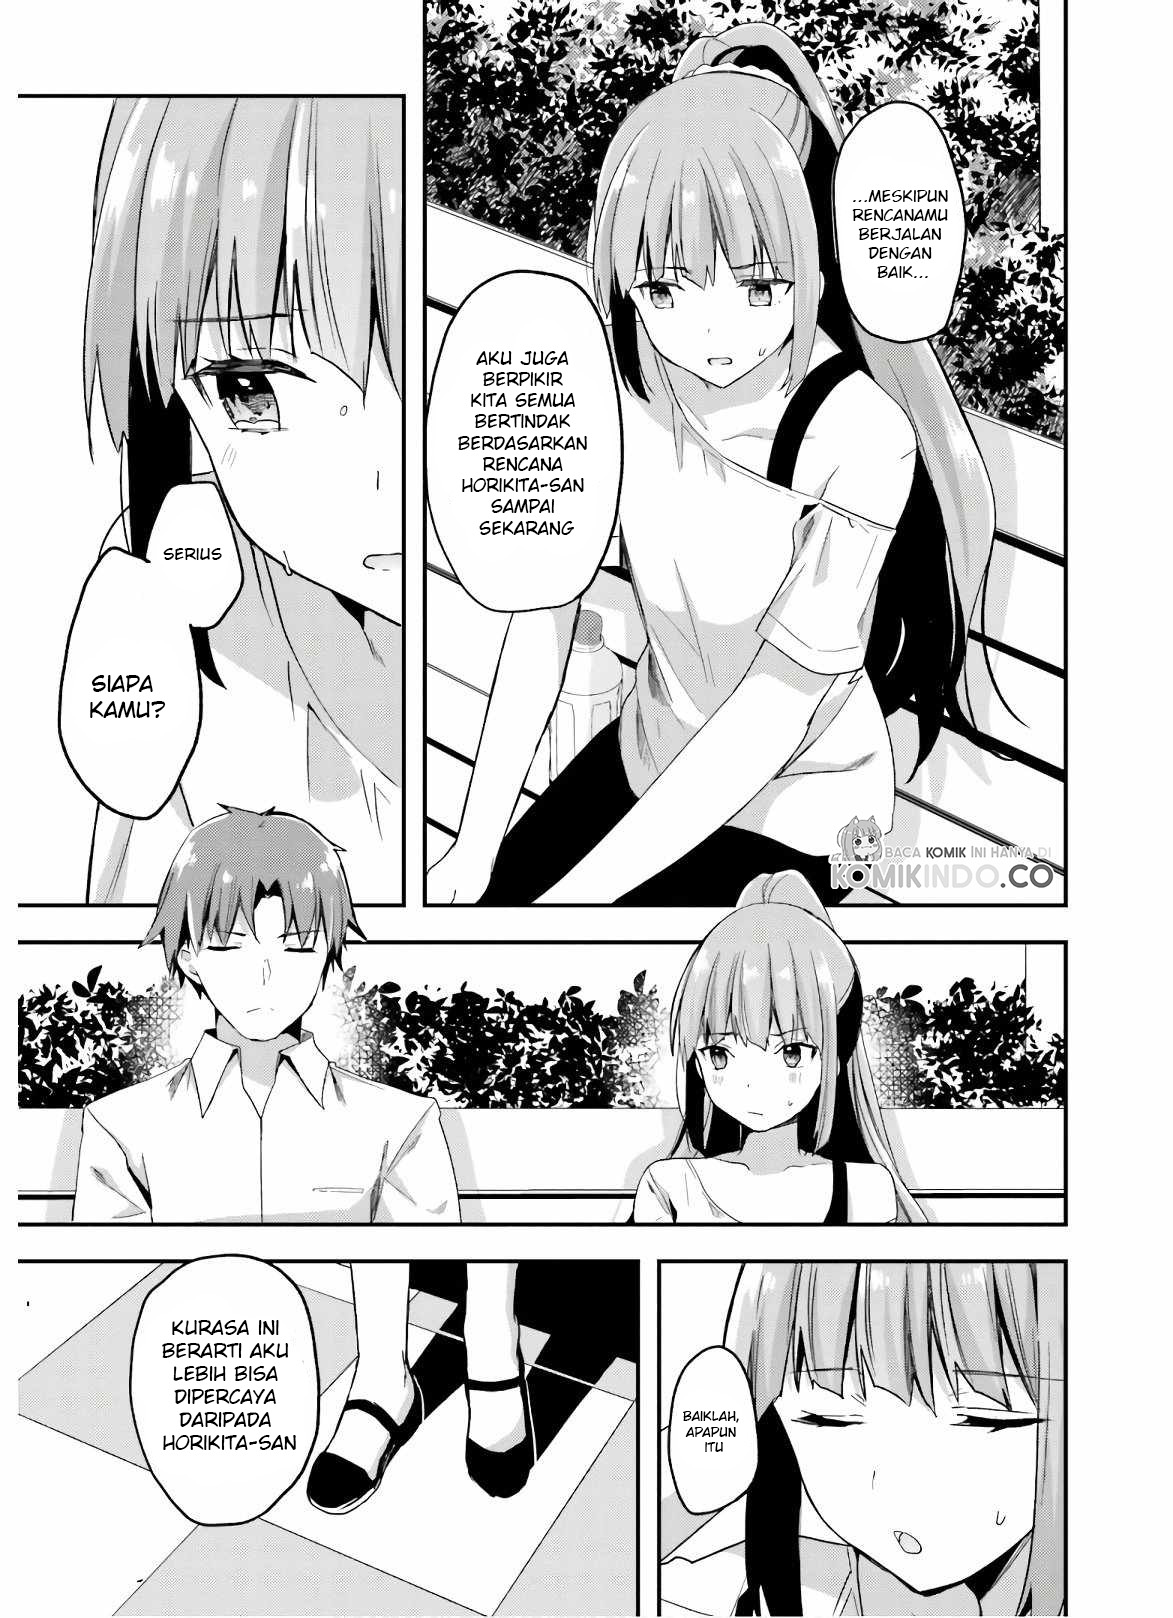 ...MESKIPUN
RENCANAMU
BERJALAN
DENGAN
BAIK...
AKU JUGA
BERPIKIR
KITA SEMUA
BERTINDAK
BERDASARKAN
RENCANA
HORIKITA-SAN
SAMPAI
SEKARANG
SERIUS
SIAPA
KAMU?
BACA KOMIK INI HANYA DI
KOMIKINDO.CO
BAIKLAH,
APAPUN
ITU
KURASA INI
BERARTI AKU
LEBIH BISA
DIPERCAYA
DARIPADA
HORIKITA-SAN